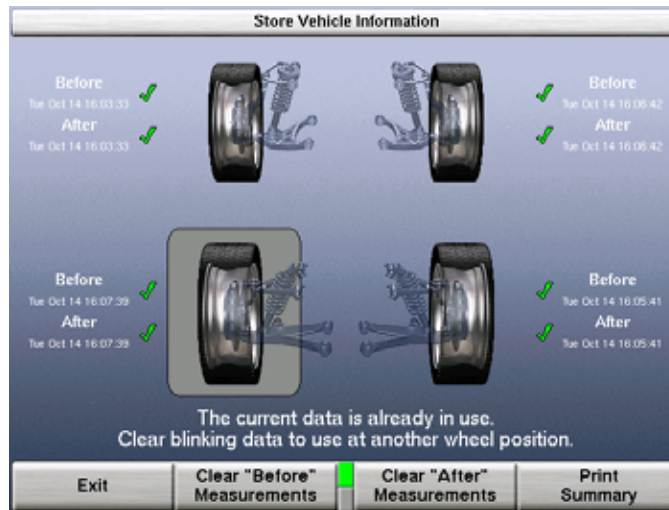 Store Vehicle Information
Before
Tue Oct 14 16:03:33
After
Tue Oct 14 16:03:33
Before
Tue Oct 14 16:06:42
After
Tue Oct 14 16:06:42
Before
Tue Oct 14 16:07:39
After
Tue Oct 14 16:07:39
Before
Tue Oct 14 16:05:41
After
Tue Oct 14 16:05:41
The current data is already in use.
Clear blinking data to use at another wheel position.
Exit
Clear "Before"
Measurements
Clear "After"
Measurements
Print
Summary